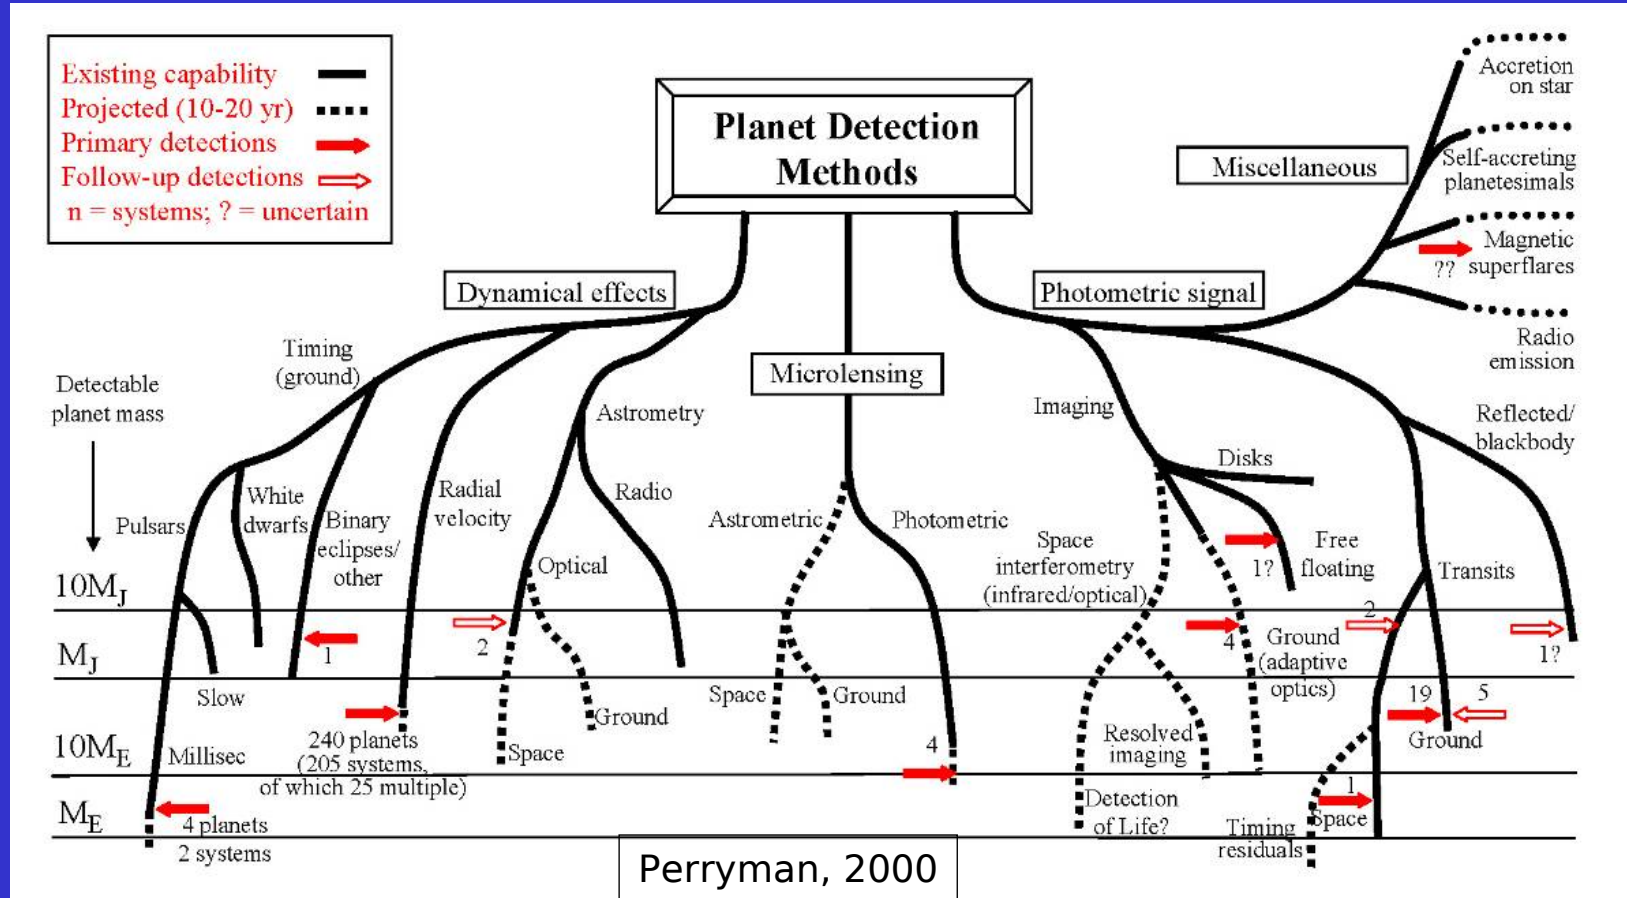 Existing capability
Projected (10-20 yr)
Primary detections
Follow-up detections
n = systems; ? = uncertain
Planet Detection
Methods
Miscellaneous
Accretion
on star
Self-accreting
planetesimals
Magnetic
superflares
??
Radio
emission
Dynamical effects
Photometric signal
Microlensing
Timing
(ground)
Detectable
planet mass
Astrometry
Imaging
Reflected/
blackbody
Disks
White
dwarfs
Pulsars
Binary
eclipses/
other
Radial
velocity
Radio
Optical
Astrometric
Photometric
Space
interferometry
(infrared/optical)
1?
Free
floating
Transits
10MJ
1
2
4
Ground
(adaptive
optics)
2
1?
MJ
Slow
Space
Ground
Space
Ground
19
5
Ground
240 planets
(205 systems,
of which 25 multiple)
Resolved
imaging
4
10ME
Millisec
ME
4 planets
2 systems
Detection
of Life?
1
Space
Timing
residuals
Perryman, 2000